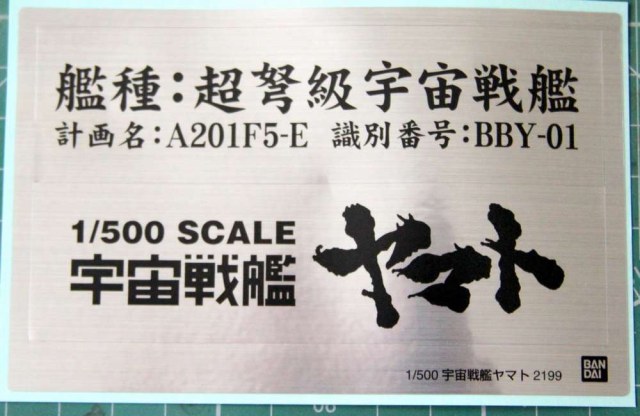 艦種：超弩級宇宙戦艦
計画名：A201F5-E 識別番号：BBY-01
1/500 SCALE
宇宙戦艦 ヤマト
1/500 宇宙戦艦ヤマト 2199
BAN
DAI